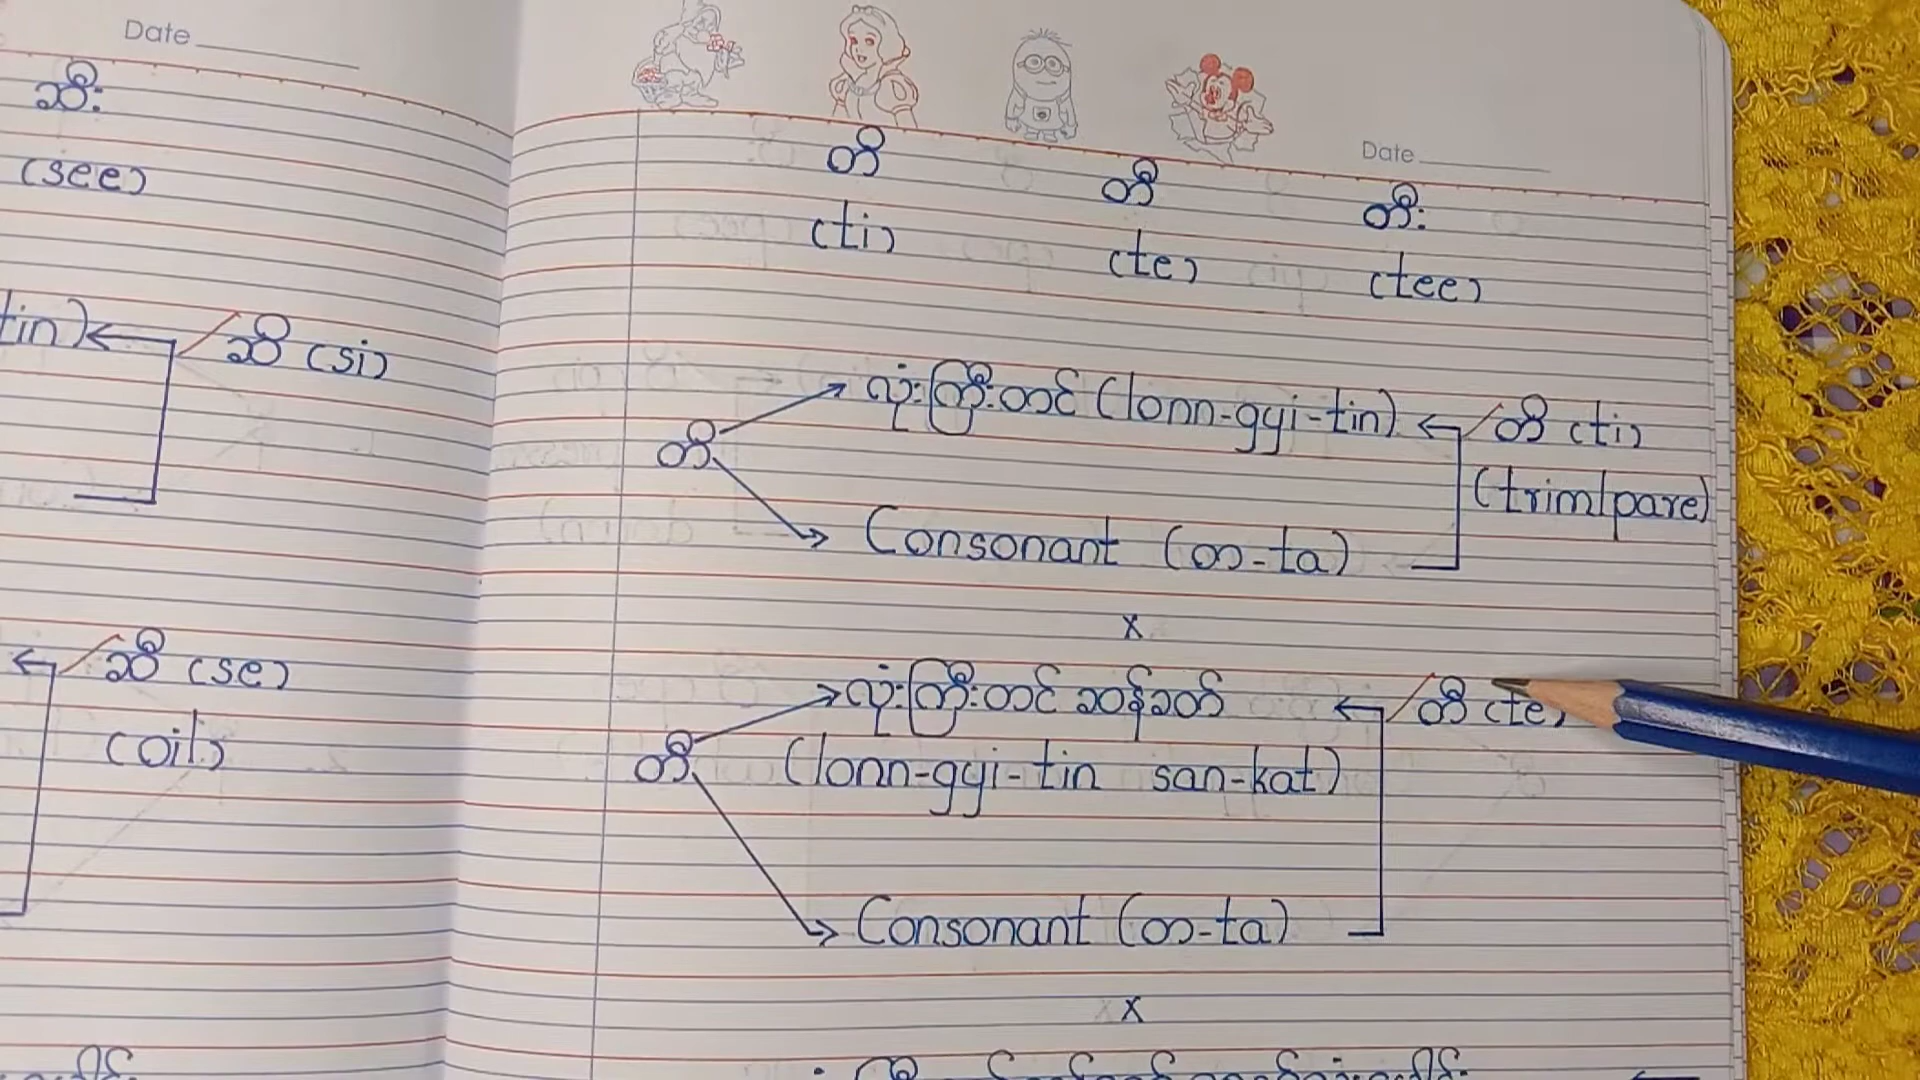 Date
ဆီး
(see)
tin)
ဆိ (si)
ဆီ (se)
(oil)
Date
တိ
တီ
တီး
(ti)
(te)
(tee)
တိ
လုံးကြီးတင် (lonn-gyi-tin)
တိ (ti)
(trim/pare)
Consonant (တ-ta)
x
တီ
လုံးကြီးတင် ဆန်ခတ်
တီ (te)
(lonn-gyi-tin san-kat)
Consonant (တ-ta)
x